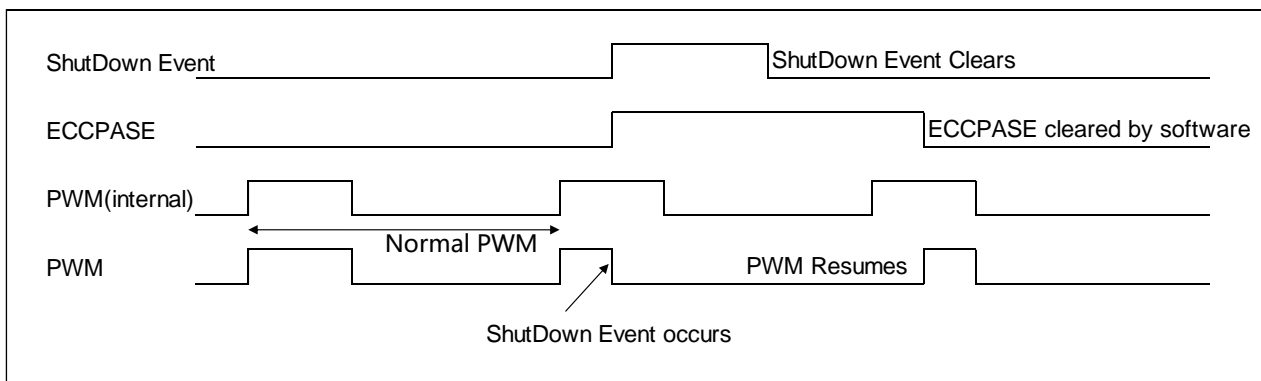 ShutDown Event
ShutDown Event Clears
ECCPASE
ECCPASE cleared by software
PWM(internal)
Normal PWM
PWM
PWM Resumes
ShutDown Event occurs